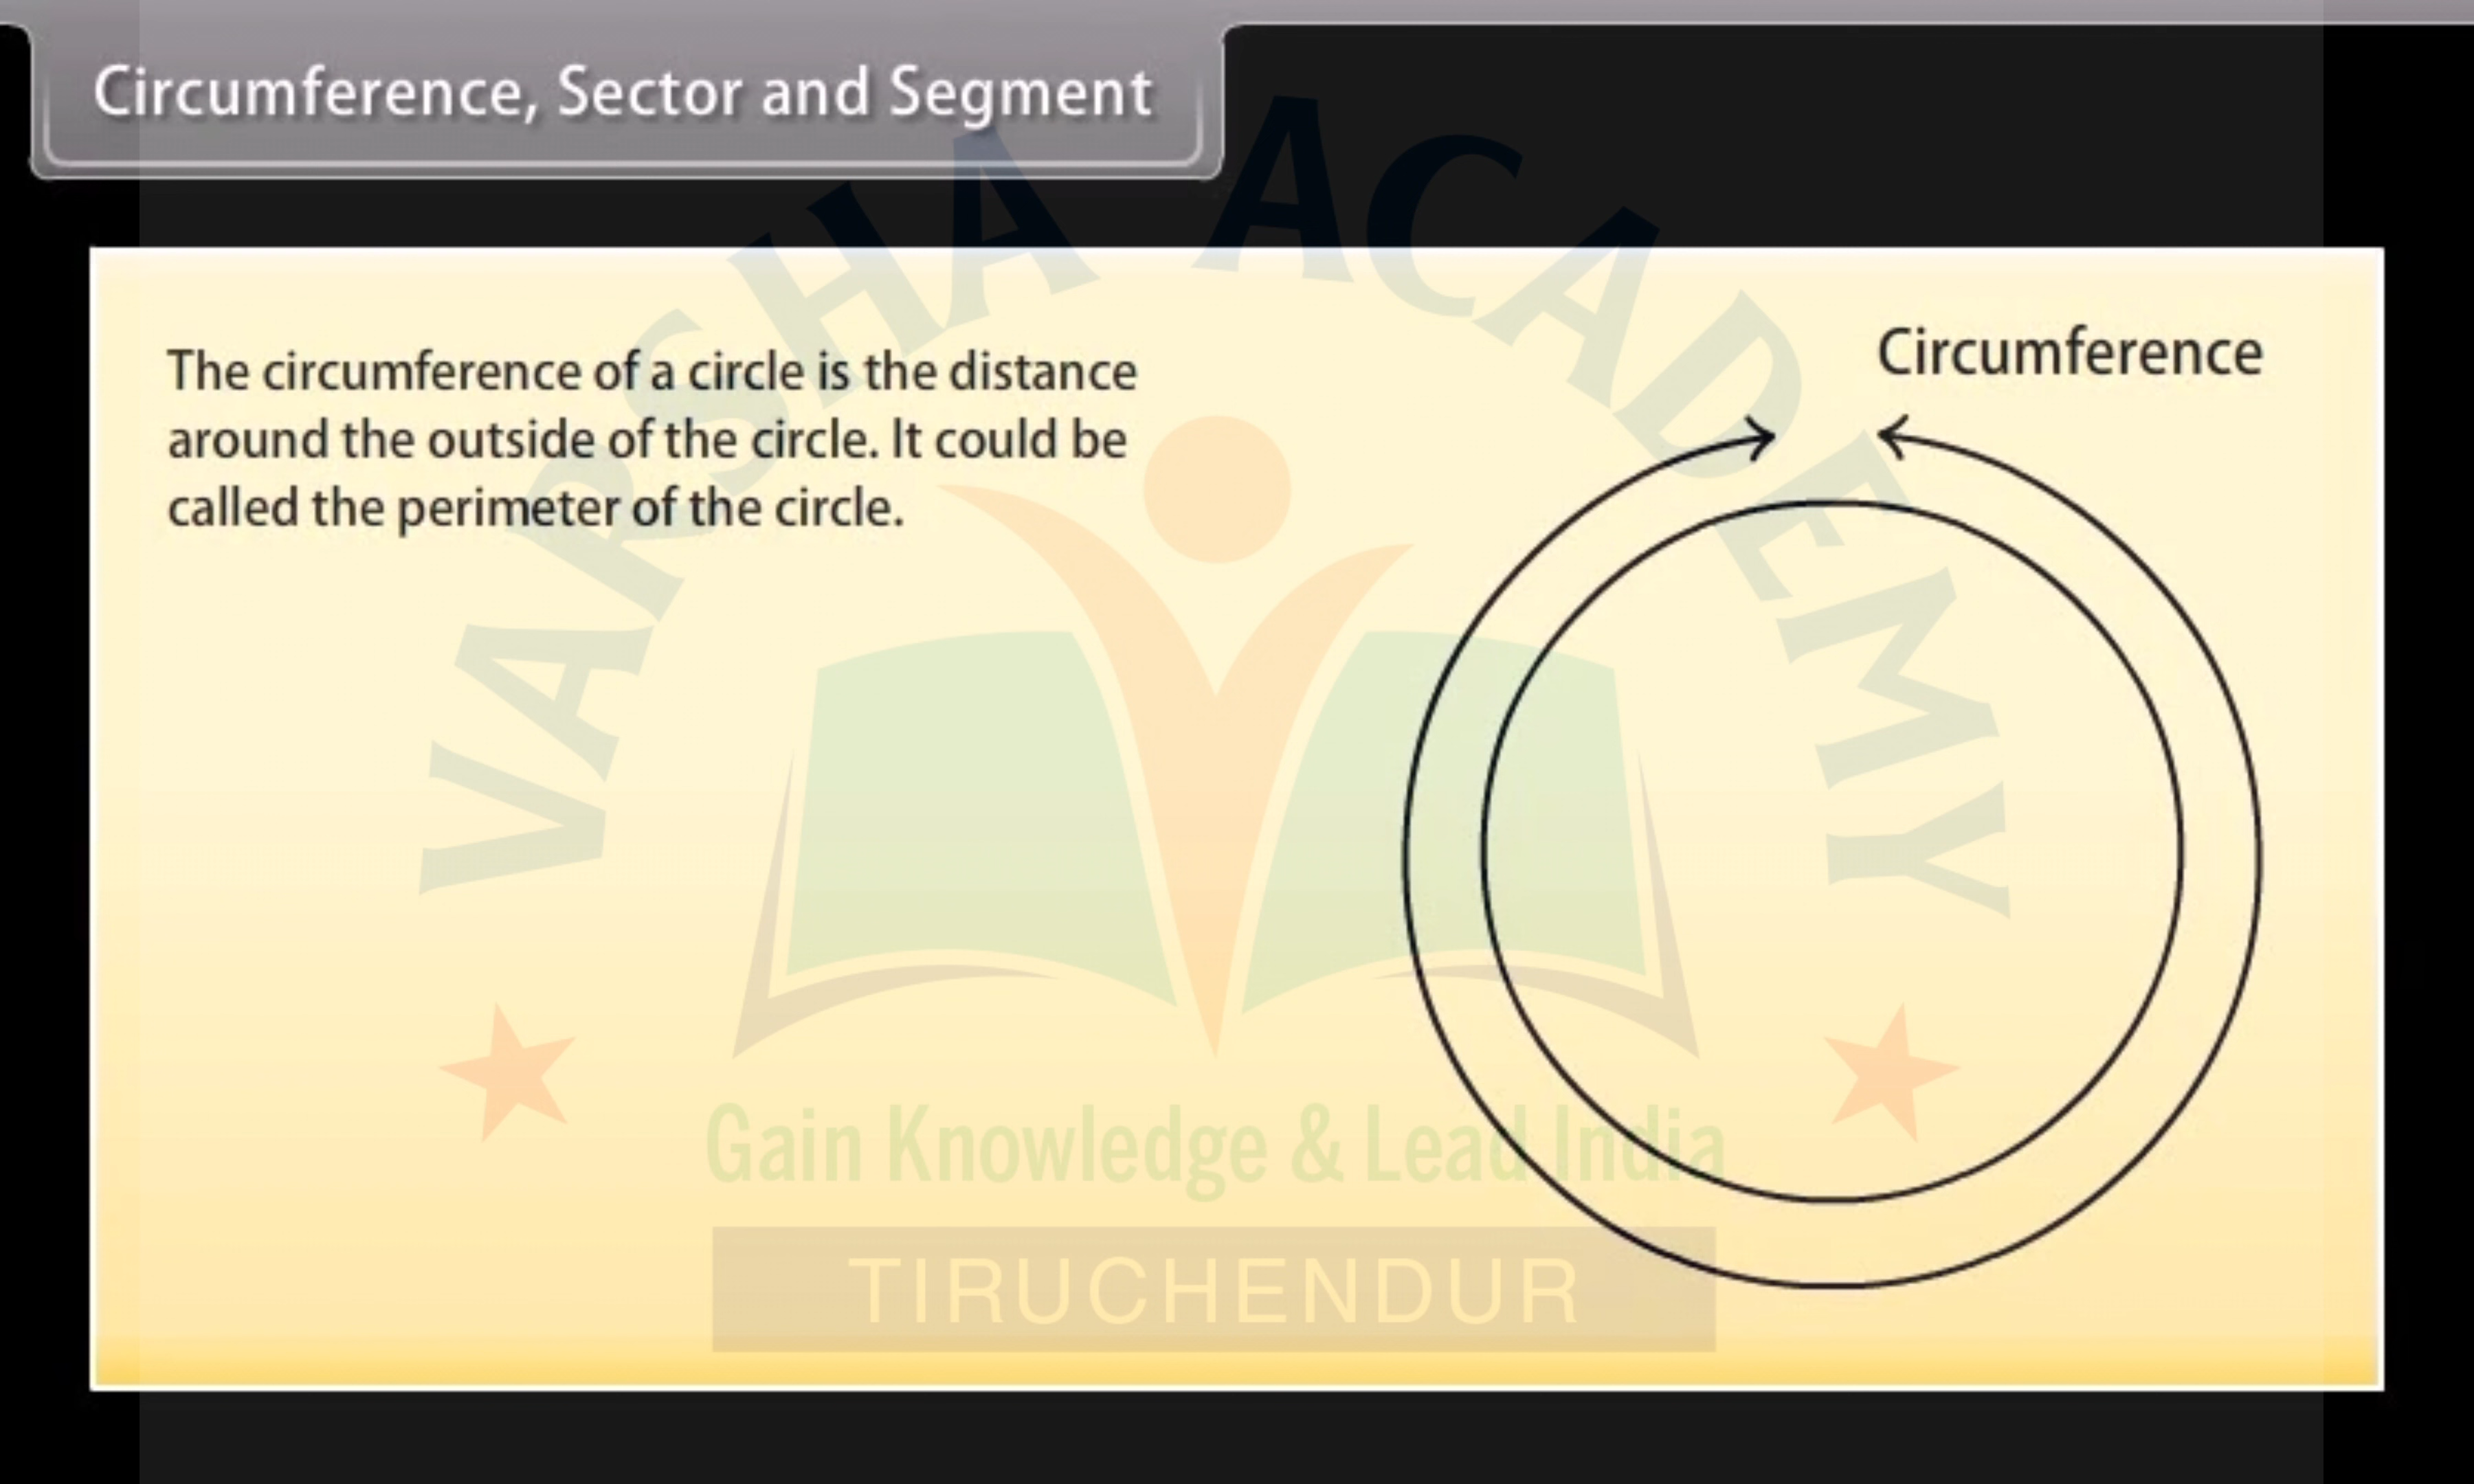 Circumference, Sector and Segment
VARSHA ACADEMY
The circumference of a circle is the distance
around the outside of the circle. It could be
called the perimeter of the circle.
Circumference
Gain Knowledge & Lead India
TIRUCHENDUR